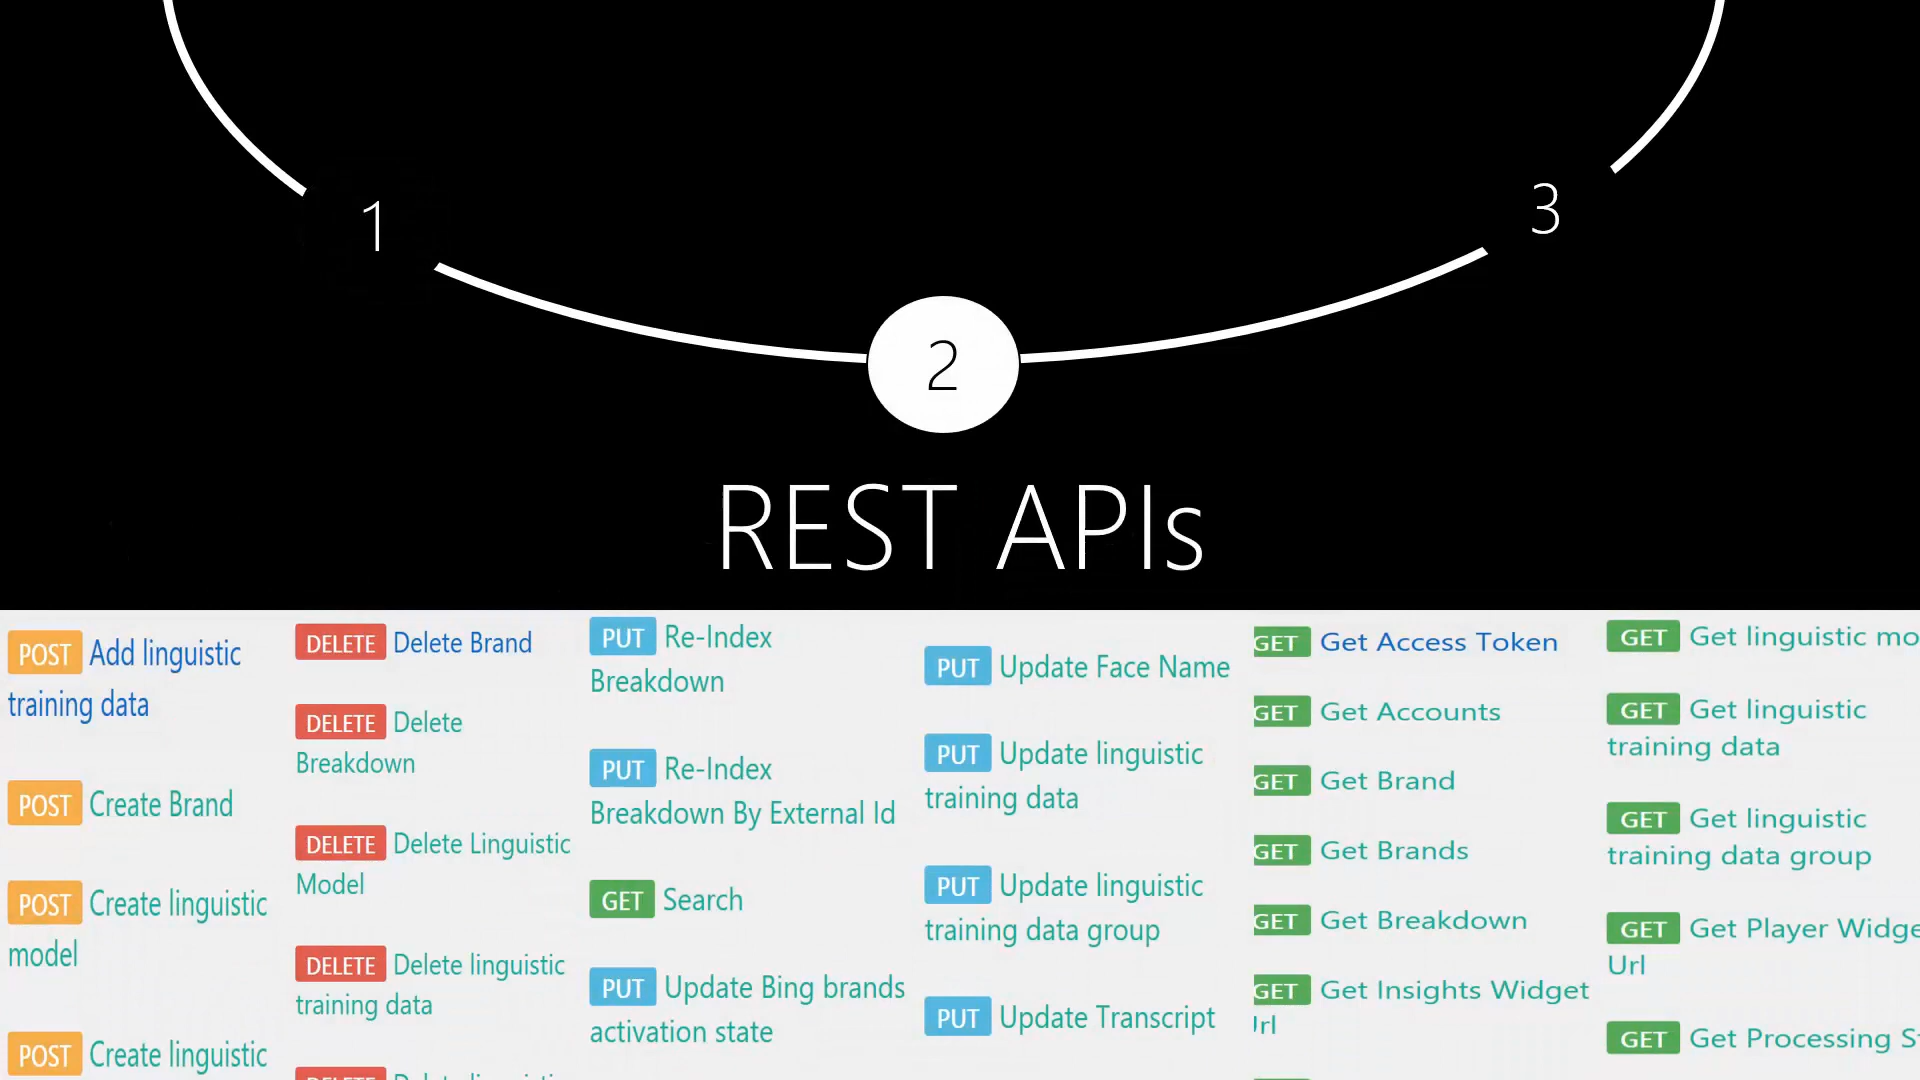 1
2
3
REST APIs
POST Add linguistic
training data
POST Create Brand
POST Create linguistic
model
POST Create linguistic
DELETE Delete Brand
DELETE Delete
Breakdown
DELETE Delete Linguistic
Model
DELETE Delete linguistic
training data
PUT Re-Index
Breakdown
PUT Re-Index
Breakdown By External Id
GET Search
PUT Update Bing brands
activation state
PUT Update Face Name
PUT Update linguistic
training data
PUT Update linguistic
training data group
PUT Update Transcript
GET Get Access Token
GET Get Accounts
GET Get Brand
GET Get Brands
GET Get Breakdown
GET Get Insights Widget
GET Get linguistic mo
GET Get linguistic
training data
GET Get linguistic
training data group
GET Get Player Widge
Url
GET Get Processing S